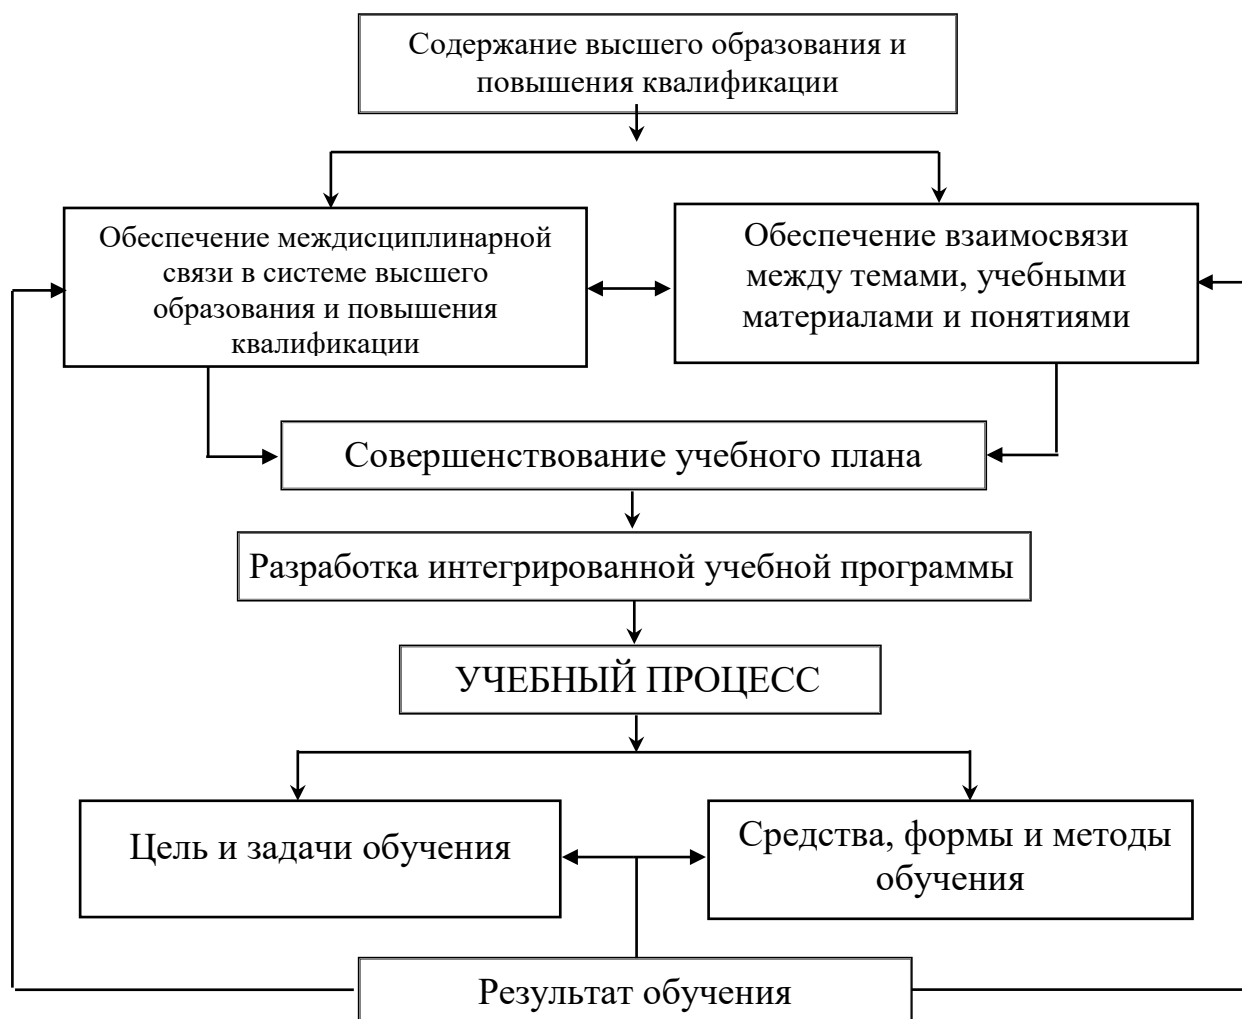 Содержание высшего образования и
повышения квалификации
Обеспечение междисциплинарной
связи в системе высшего
образования и повышения
квалификации
Обеспечение взаимосвязи
между темами, учебными
материалами и понятиями
Совершенствование учебного плана
Разработка интегрированной учебной программы
УЧЕБНЫЙ ПРОЦЕСС
Цель и задачи обучения
Средства, формы и методы
обучения
Результат обучения